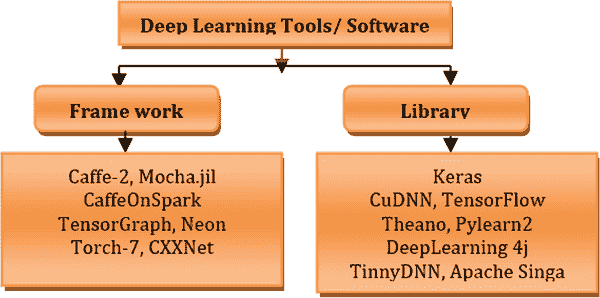 Deep Learning Tools/ Software
Frame work
Library
Caffe-2, Mocha.jil
CaffeOnSpark
TensorGraph, Neon
Torch-7, CXXNet
Keras
CuDNN, TensorFlow
Theano, Pylearn2
DeepLearning 4j
TinnyDNN, Apache Singa